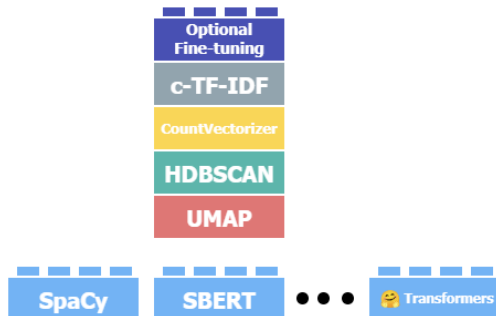 Optional
Fine-tuning
c-TF-IDF
CountVectorizer
HDBSCAN
UMAP
SpaCy
SBERT
🤗 Transformers